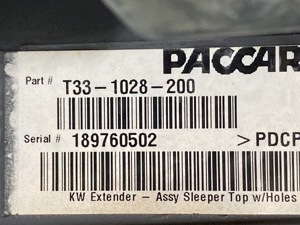 PACCAR
Part # T33-1028-200
Serial # 189760502 >PDCP
KW Extender - Assy Sleeper Top w/Holes